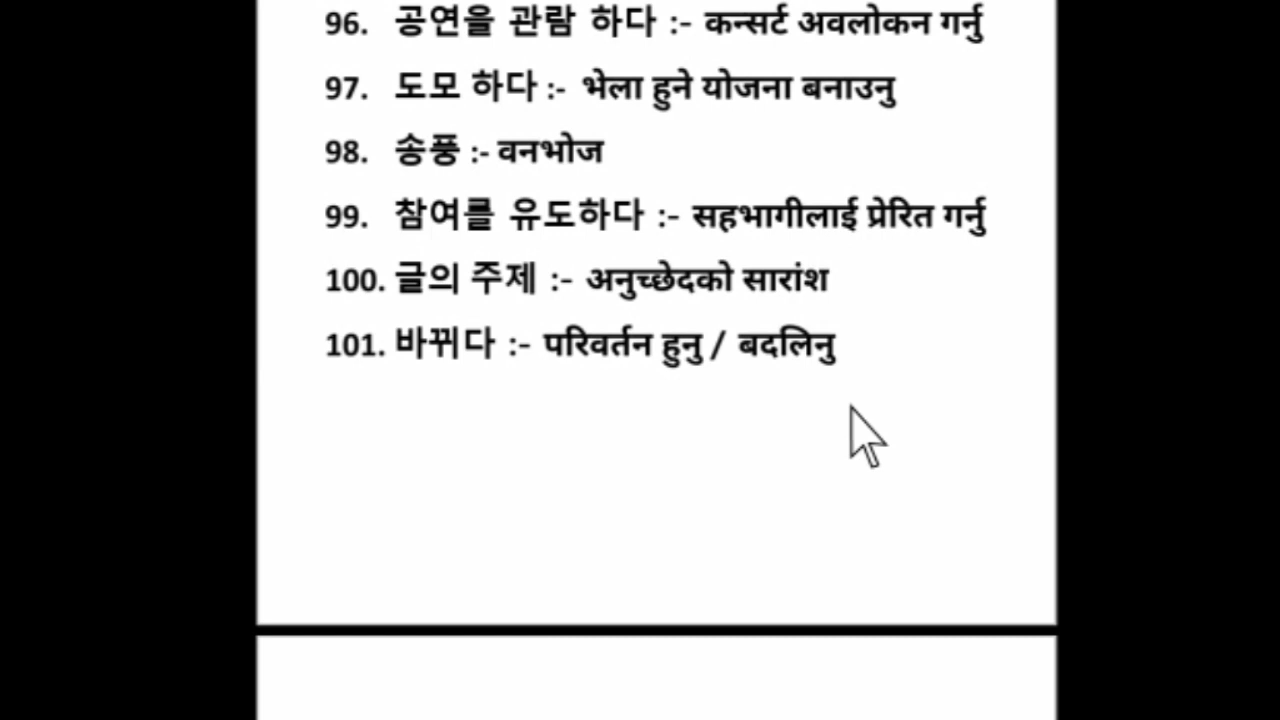 96. 공연을 관람 하다 :- कन्सर्ट अवलोकन गर्नु
97. 도모 하다 :- भेला हुने योजना बनाउनु
98. 송풍 :- वनभोज
99. 참여를 유도하다 :- सहभागीलाई प्रेरित गर्नु
100. 글의 주제 :- अनुच्छेदको सारांश
101. 바뀌다 :- परिवर्तन हुनु / बदलिनु